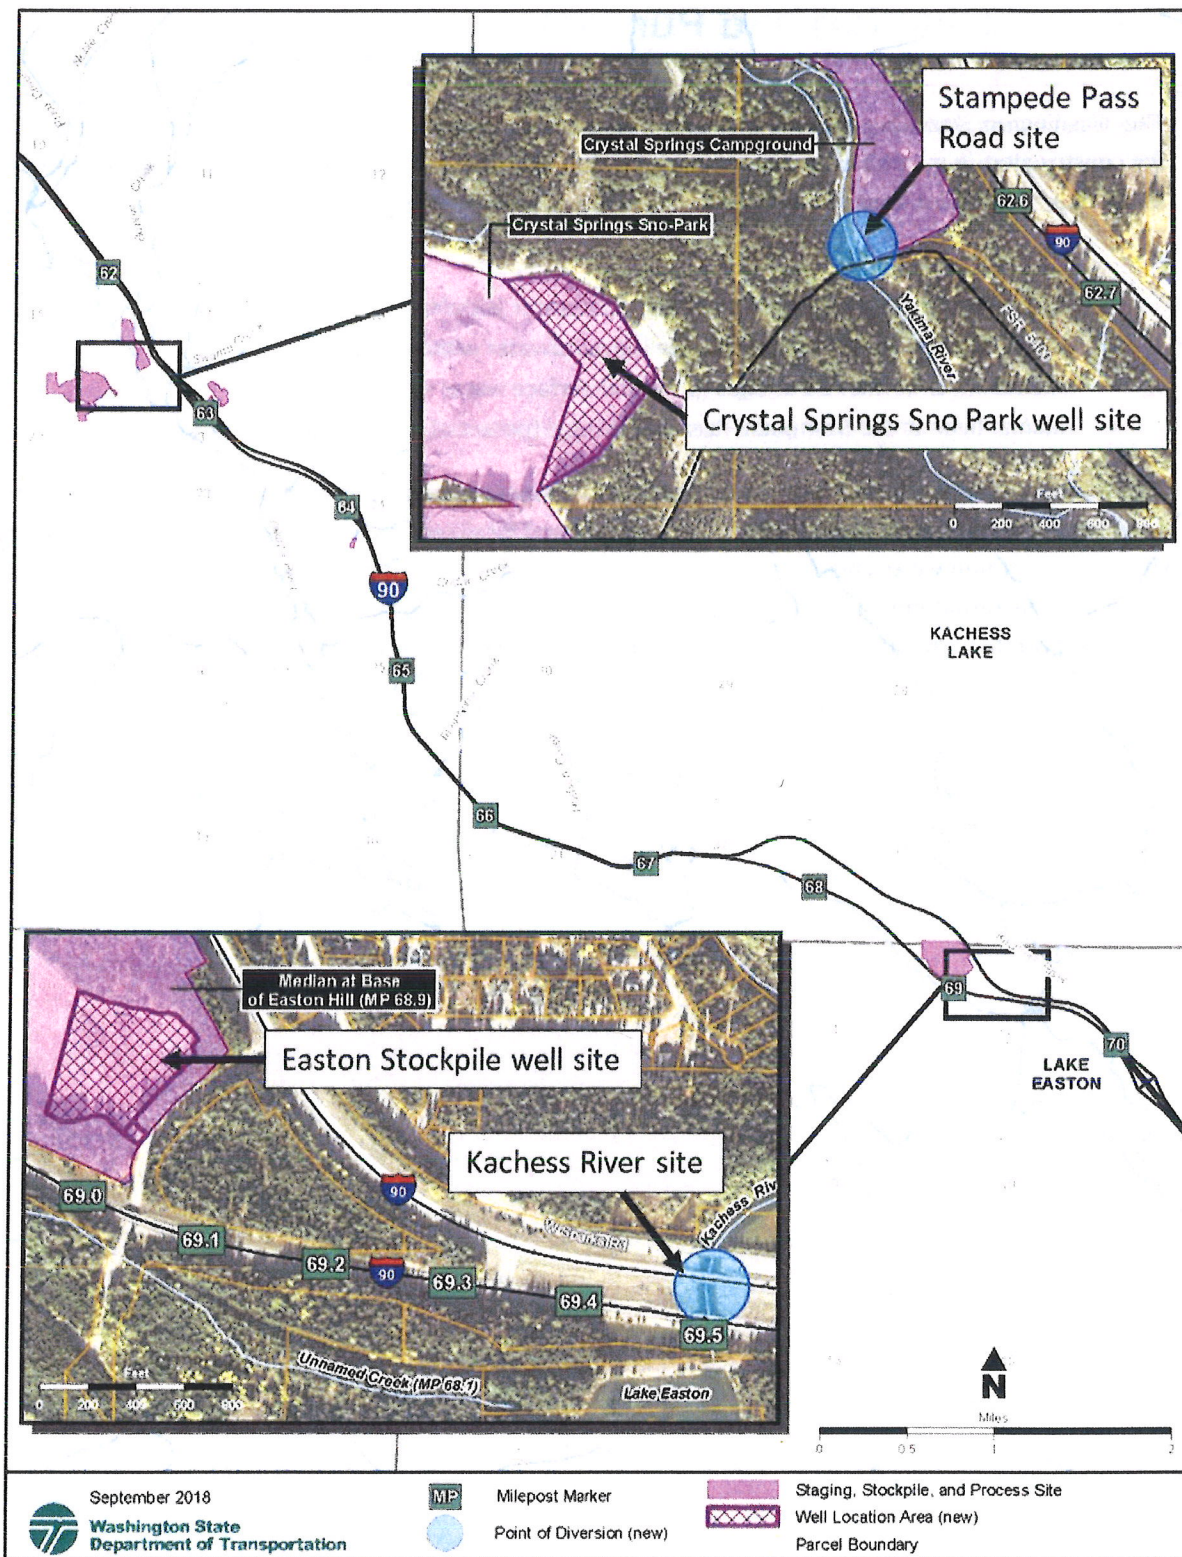 Stampede Pass
Road site
Crystal Springs Campground
62.6
Crystal Springs Sno-Park
90
62.7
Yakima River
FSR 5400
Crystal Springs Sno Park well site
Feet
0 200 400 600 800
62
63
64
90
65
KACHESS
LAKE
66
67
68
69
70
LAKE
EASTON
Median at Base
of Easton Hill (MP 68.9)
Easton Stockpile well site
Kachess River site
Kachess Riv
90
69.0
69.1
69.2
90
69.3
69.4
69.5
Unnamed Creek (MP 68.1)
Lake Easton
Feet
0 200 400 600 800
N
Miles
0 0.5 1 2
September 2018
Washington State
Department of Transportation
MP Milepost Marker
Point of Diversion (new)
Staging, Stockpile, and Process Site
Well Location Area (new)
Parcel Boundary